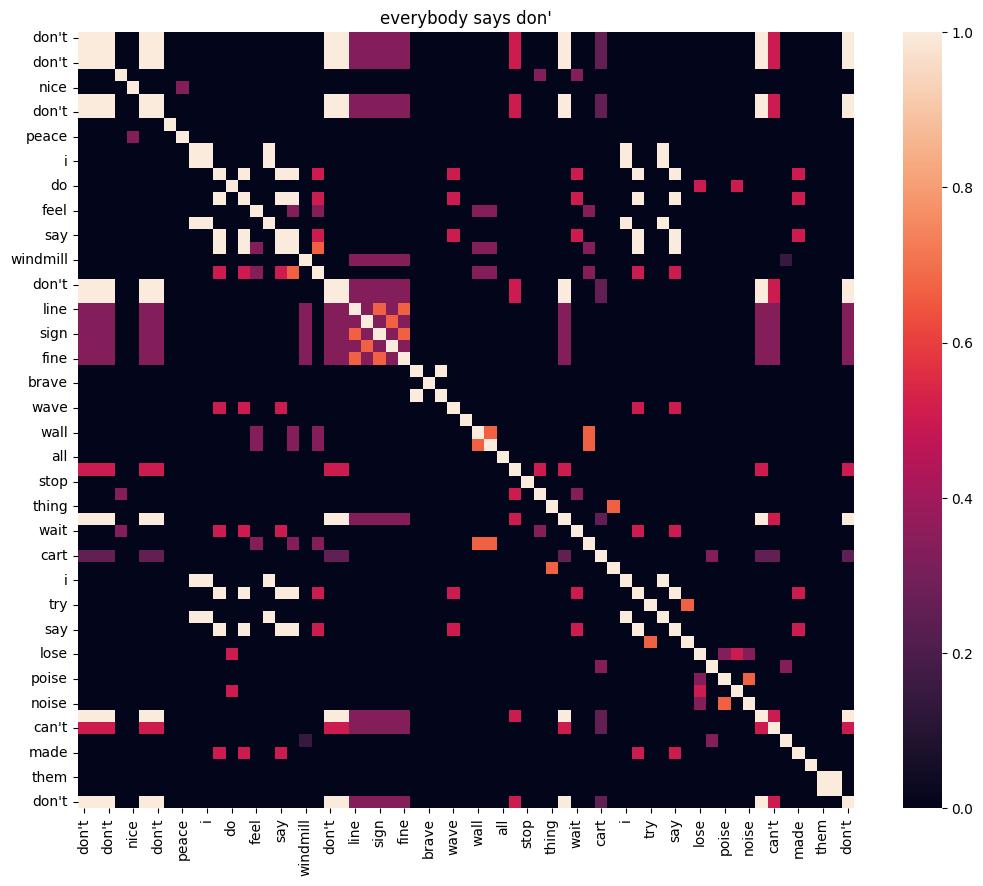 everybody says don'
don't
don't
nice
don't
peace
i
do
feel
say
windmill
don't
line
sign
fine
brave
wave
wall
all
stop
thing
wait
cart
i
try
say
lose
poise
noise
can't
made
them
don't
1.0
0.8
0.6
0.4
0.2
0.0
don't don't nice don't peace i do feel say windmill don't line sign fine brave wave wall all stop thing wait cart i try say lose poise noise can't made them don't